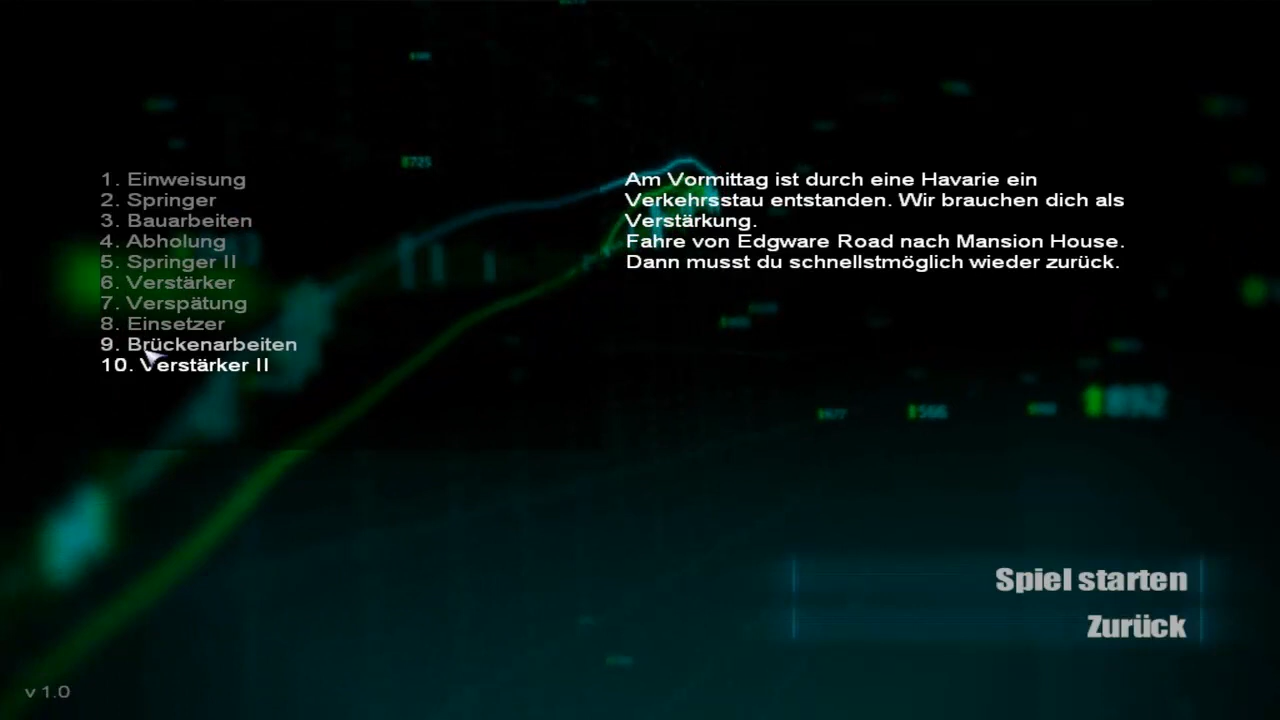 1. Einweisung
2. Springer
3. Bauarbeiten
4. Abholung
5. Springer II
6. Verstärker
7. Verspätung
8. Einsetzer
9. Brückenarbeiten
10. Verstärker II
Am Vormittag ist durch eine Havarie ein
Verkehrsstau entstanden. Wir brauchen dich als
Verstärkung.
Fahre von Edgware Road nach Mansion House.
Dann musst du schnellstmöglich wieder zurück.
Spiel starten
Zurück
v 1.0